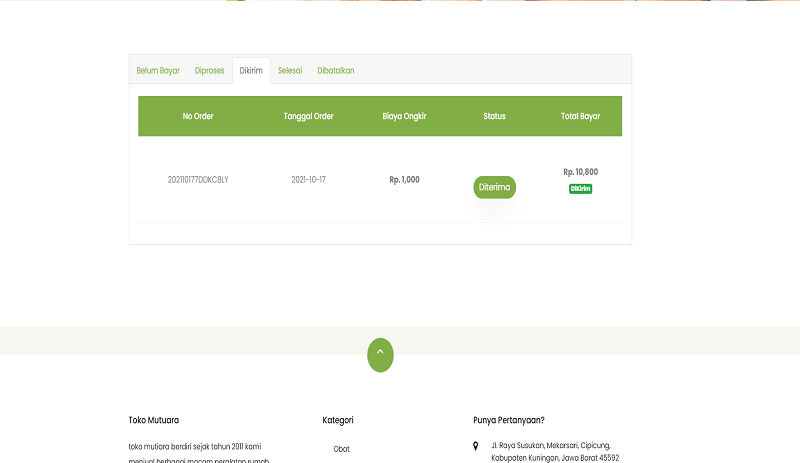 Belum Bayar Diproses Dikirim Selesai Dibatalkan
No Order Tanggal Order Biaya Ongkir Status Total Bayar
202110177DDKC8LY 2021-10-17 Rp. 1,000 Diterima Rp. 10,800
Dikirim
Toko Mutuara Kategori Punya Pertanyaan?
toko mutiara berdiri sejak tahun 2011 kami
Obat
Jl. Raya Susukan, Mekarsari, Cipicung,
Kabupaten Kuningan, Jawa Barat 45592
menjual berbagai macam peralatan rumah